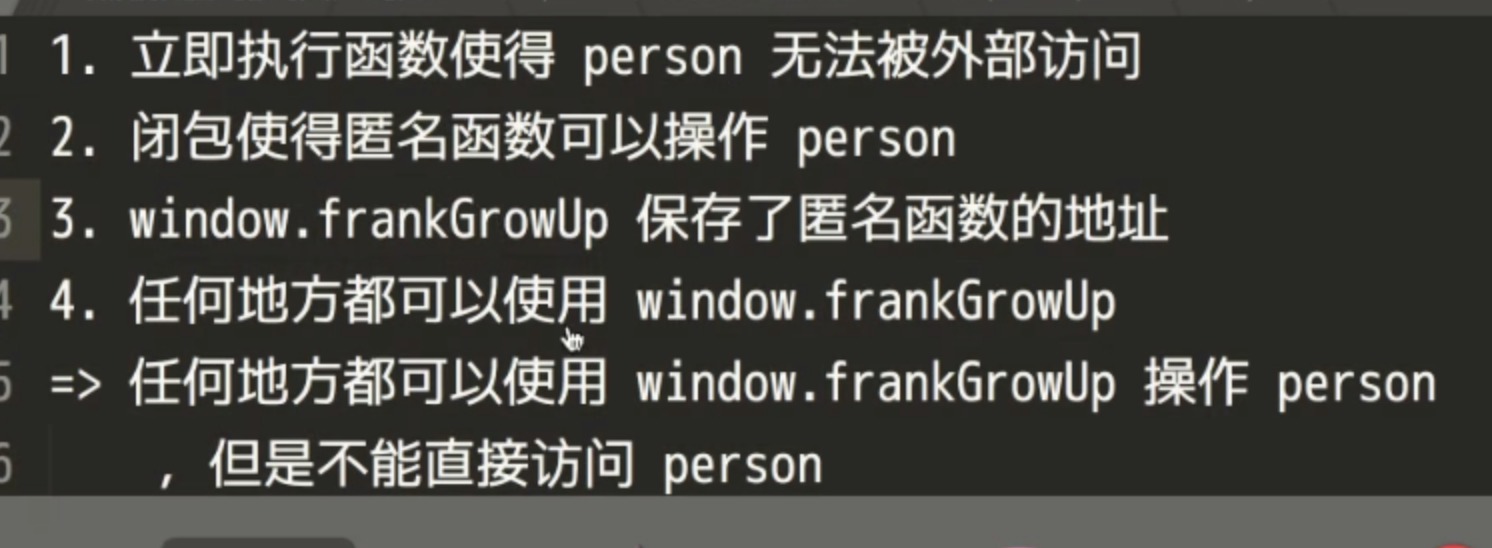 1 1. 立即执行函数使得 person 无法被外部访问
2 2. 闭包使得匿名函数可以操作 person
3 3. window.frankGrowUp 保存了匿名函数的地址
4 4. 任何地方都可以使用 window.frankGrowUp
5 => 任何地方都可以使用 window.frankGrowUp 操作 person
6 , 但是不能直接访问 person